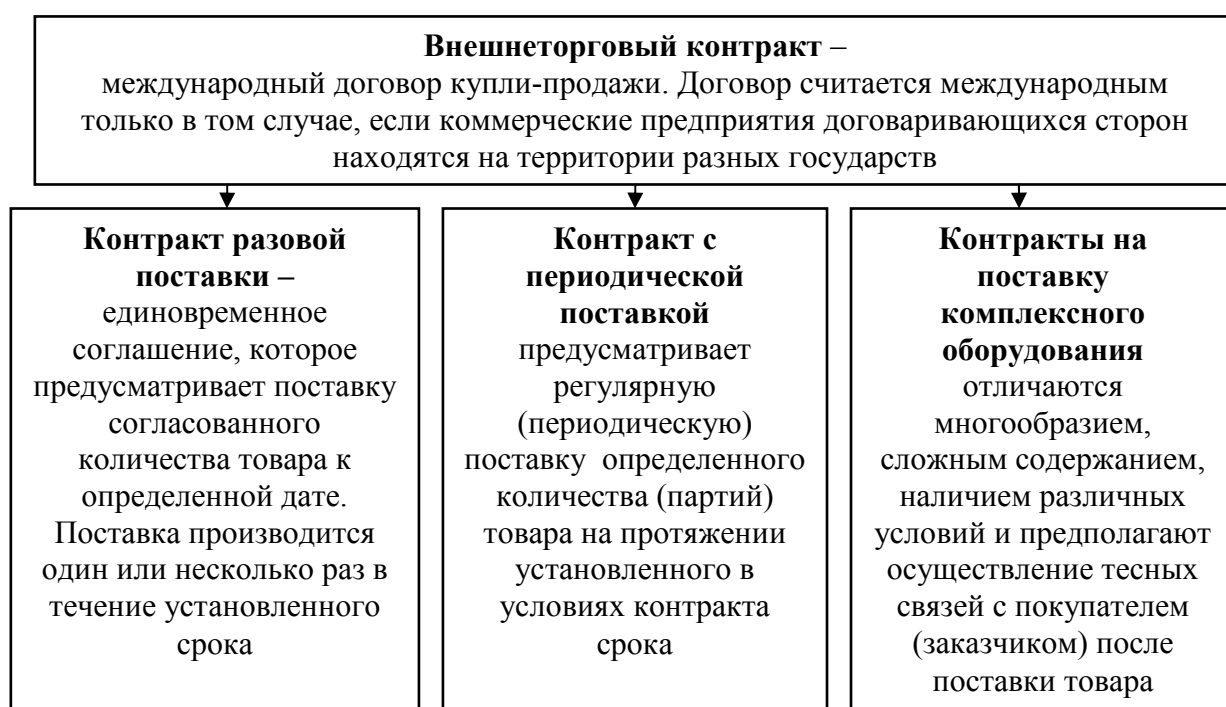 Внешнеторговый контракт –
международный договор купли-продажи. Договор считается международным
только в том случае, если коммерческие предприятия договаривающихся сторон
находятся на территории разных государств
Контракт разовой
поставки –
единовременное
соглашение, которое
предусматривает поставку
согласованного
количества товара к
определенной дате.
Поставка производится
один или несколько раз в
течение установленного
срока
Контракт с
периодической
поставкой
предусматривает
регулярную
(периодическую)
поставку определенного
количества (партий)
товара на протяжении
установленного в
условиях контракта
срока
Контракты на
поставку
комплексного
оборудования
отличаются
многообразием,
сложным содержанием,
наличием различных
условий и предполагают
осуществление тесных
связей с покупателем
(заказчиком) после
поставки товара